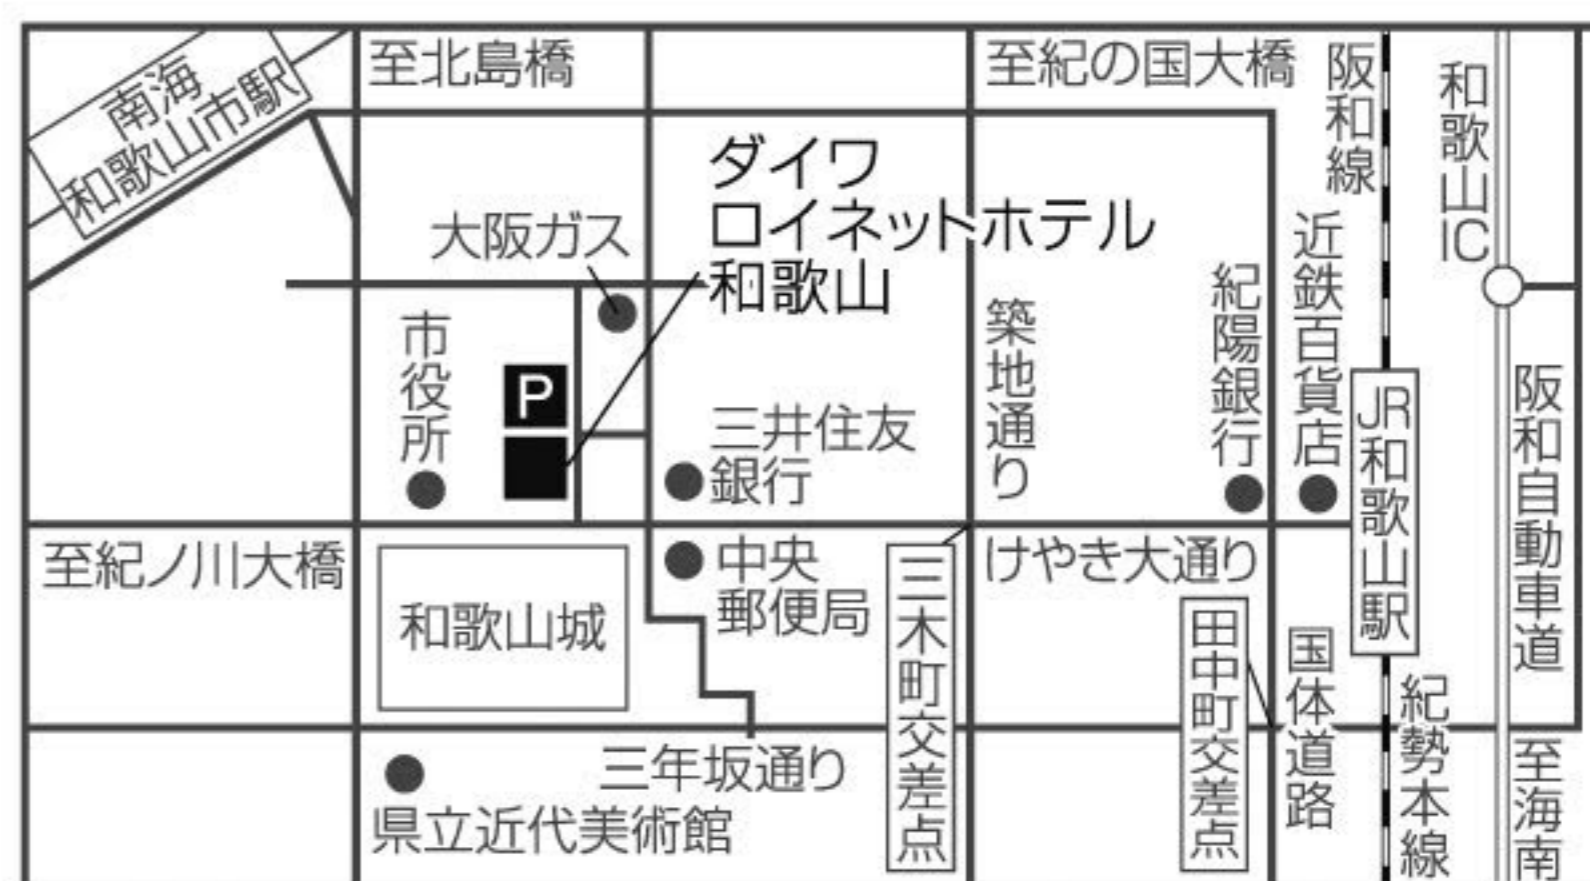 至北島橋
至紀の国大橋
阪和線
和歌山IC
南海
和歌山市駅
ダイワ
ロイネットホテル
和歌山
大阪ガス
近鉄百貨店
紀陽銀行
築地通り
市役所
P
三井住友
銀行
JR和歌山駅
阪和自動車道
至紀ノ川大橋
和歌山城
中央
郵便局
三木町交差点
けやき大通り
田中町交差点
国体道路
紀勢本線
至海南
三年坂通り
県立近代美術館